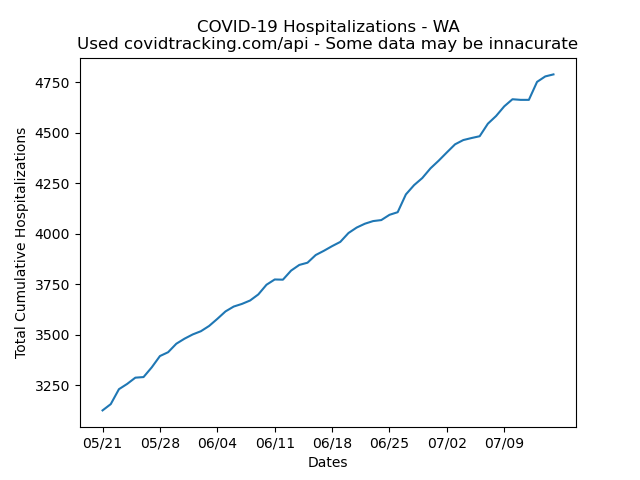 COVID-19 Hospitalizations - WA
Used covidtracking.com/api - Some data may be innacurate
Total Cumulative Hospitalizations
4750
4500
4250
4000
3750
3500
3250
05/21 05/28 06/04 06/11 06/18 06/25 07/02 07/09
Dates